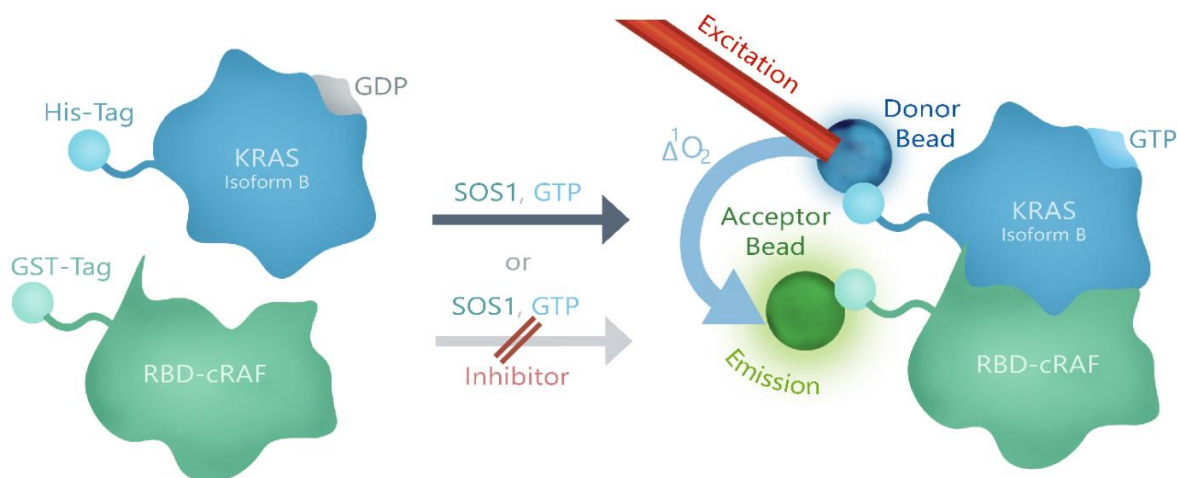 His-Tag
GDP
KRAS
Isoform B
GST-Tag
RBD-cRAF
SOS1, GTP
or
SOS1, GTP
Inhibitor
Excitation
Donor
Bead
GTP
¹ΔO₂
KRAS
Isoform B
Acceptor
Bead
RBD-cRAF
Emission